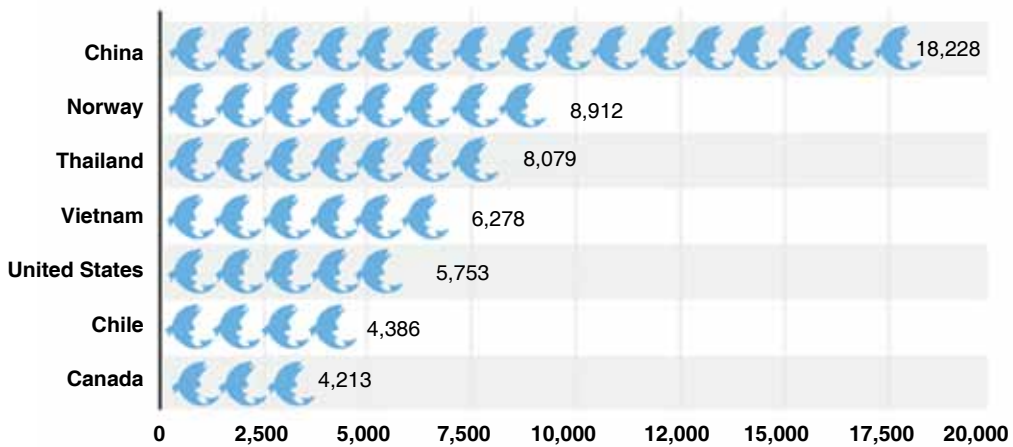 China 18,228
Norway 8,912
Thailand 8,079
Vietnam 6,278
United States 5,753
Chile 4,386
Canada 4,213
0 2,500 5,000 7,500 10,000 12,000 15,000 17,500 20,000